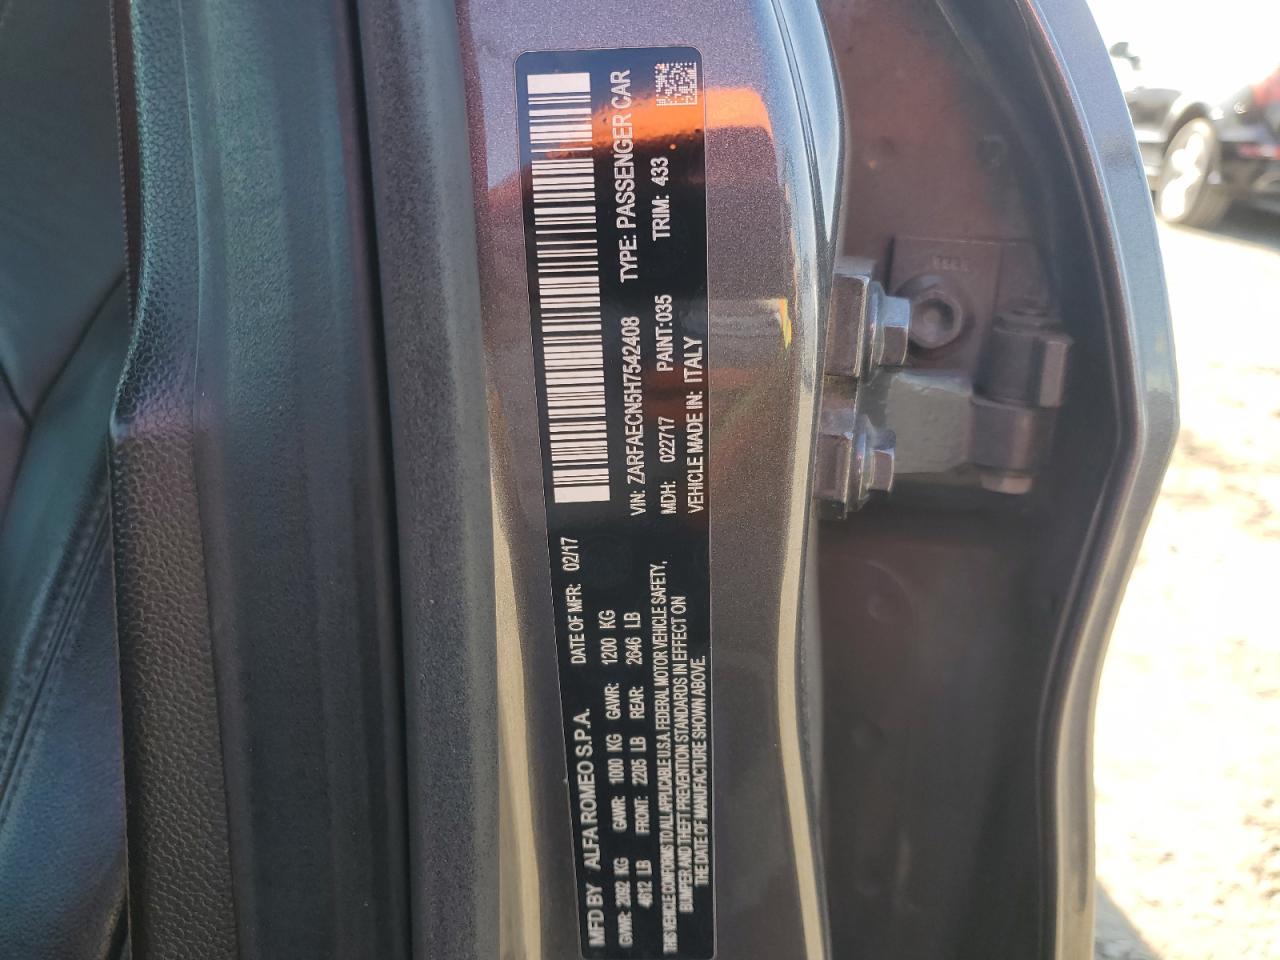 MFD BY ALFA ROMEO S.P.A. DATE OF MFR: 02/17
GVWR: 2092 KG GAWR: 1000 KG GAWR: 1200 KG
4612 LB FRONT: 2205 LB REAR: 2646 LB
THIS VEHICLE CONFORMS TO ALL APPLICABLE U.S.A. FEDERAL MOTOR VEHICLE SAFETY,
BUMPER AND THEFT PREVENTION STANDARDS IN EFFECT ON
THE DATE OF MANUFACTURE SHOWN ABOVE.
VIN: ZARFAECN5H7542408 TYPE: PASSENGER CAR
MDH: 022717 PAINT:035 TRIM: 433
VEHICLE MADE IN: ITALY